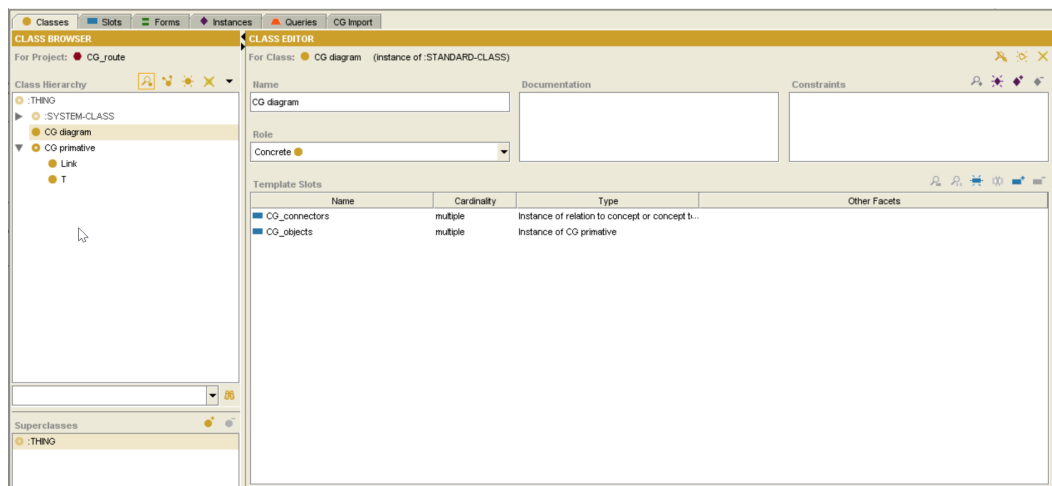 Classes Slots Forms Instances Queries CG Import
CLASS BROWSER
For Project: CG_route
Class Hierarchy
:THING
:SYSTEM-CLASS
CG diagram
CG primative
Link
T
Superclasses
:THING
CLASS EDITOR
For Class: CG diagram (instance of :STANDARD-CLASS)
Name Documentation Constraints
CG diagram
Role
Concrete
Template Slots
Name Cardinality Type Other Facets
CG_connectors multiple Instance of relation to concept or concept t...
CG_objects multiple Instance of CG primative